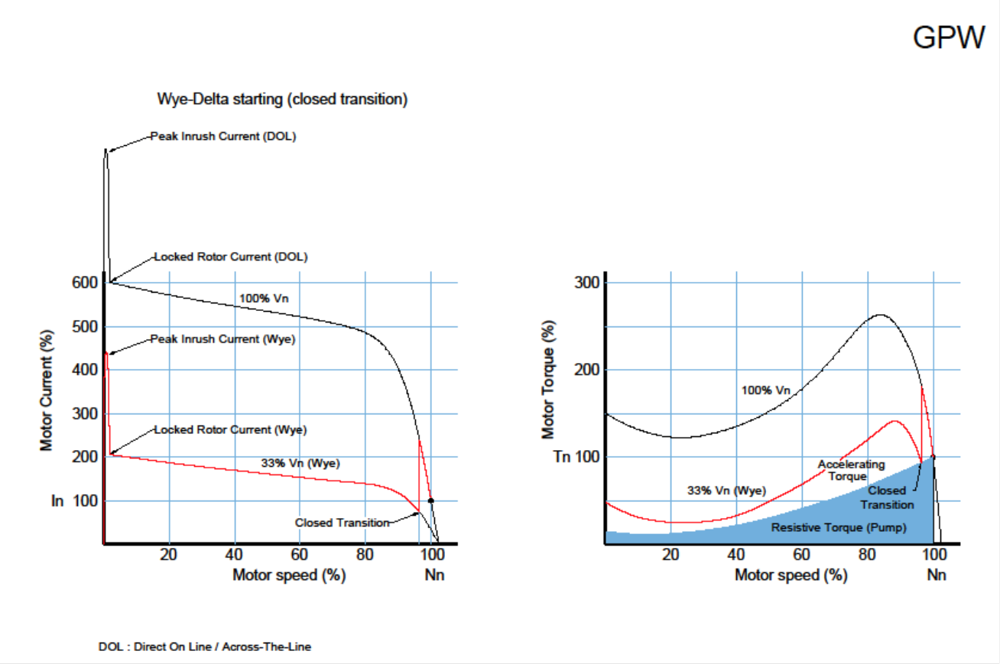 GPW
Wye-Delta starting (closed transition)
Peak Inrush Current (DOL)
Locked Rotor Current (DOL)
600
100% Vn
500
Peak Inrush Current (Wye)
400
300
Locked Rotor Current (Wye)
200
33% Vn (Wye)
In 100
Closed Transition
Motor Current (%)
20 40 60 80 100
Motor speed (%) Nn
300
200
100% Vn
Tn 100
Accelerating
Torque
33% Vn (Wye)
Closed
Transition
Resistive Torque (Pump)
Motor Torque (%)
20 40 60 80 100
Motor speed (%) Nn
DOL : Direct On Line / Across-The-Line